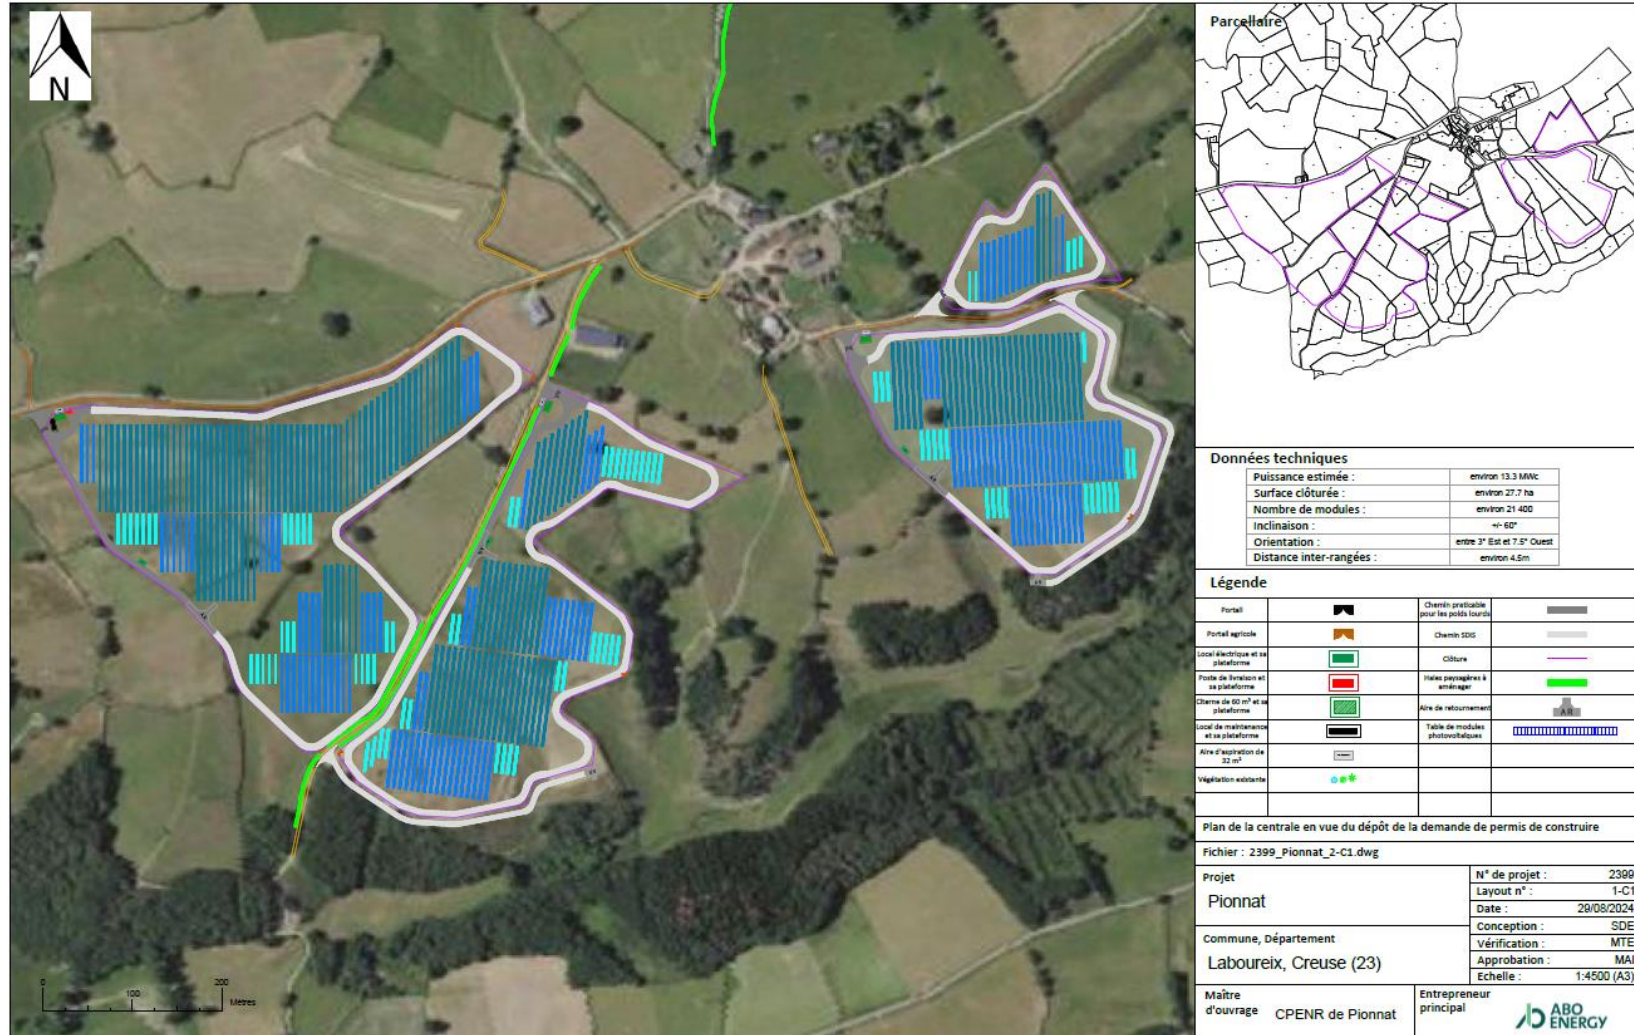 N
Parcellaire
Données techniques
Puissance estimée : environ 13.3 MWc
Surface clôturée : environ 27.7 ha
Nombre de modules : environ 21 400
Inclinaison : +/- 60°
Orientation : entre 3° Est et 7.5° Ouest
Distance inter-rangées : environ 4.5m
Légende
Portail
Chemin praticable
pour les poids lourds
Portail agricole
Chemin SDIS
Local électrique et sa
plateforme
Clôture
Poste de livraison et
sa plateforme
Haies paysagères à
aménager
Citerne de 60 m³ et sa
plateforme
Aire de retournement
AR
Local de maintenance
et sa plateforme
Table de modules
photovoltaïques
Aire d'aspiration de
32 m²
Végétation existante
Plan de la centrale en vue du dépôt de la demande de permis de construire
Fichier : 2399_Pionnat_2-C1.dwg
Projet
Pionnat
N° de projet : 2399
Layout n° : 1-C1
Date : 29/08/2024
Conception : SDE
Vérification : MTE
Approbation : MAI
Echelle : 1:4500 (A3)
Commune, Département
Laboureix, Creuse (23)
Maître
d'ouvrage CPENR de Pionnat
Entrepreneur
principal
ABO
ENERGY
0 100 200
Mètres